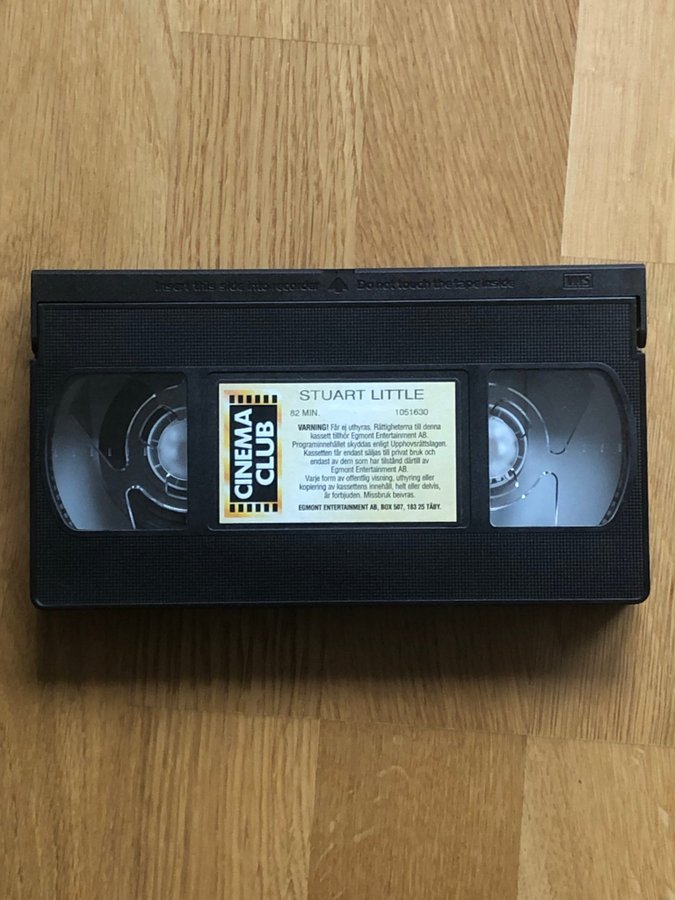 Insert this side into recorder Do not touch the tape inside VHS
CINEMA CLUB
STUART LITTLE
82 MIN. 1051630
VARNING! Får ej uthyras. Rättigheterna till denna
kassett tillhör Egmont Entertainment AB.
Programinnehållet skyddas enligt Upphovsrättslagen.
Kassetten får endast säljas till privat bruk och
endast av dem som har tilstånd därtill av
Egmont Entertainment AB.
Varje form av offentlig visning, uthyring eller
kopiering av kassettens innehåll, helt eller delvis,
är forbjuden. Missbruk beivras.
EGMONT ENTERTAINMENT AB, BOX 507, 183 25 TÄBY.